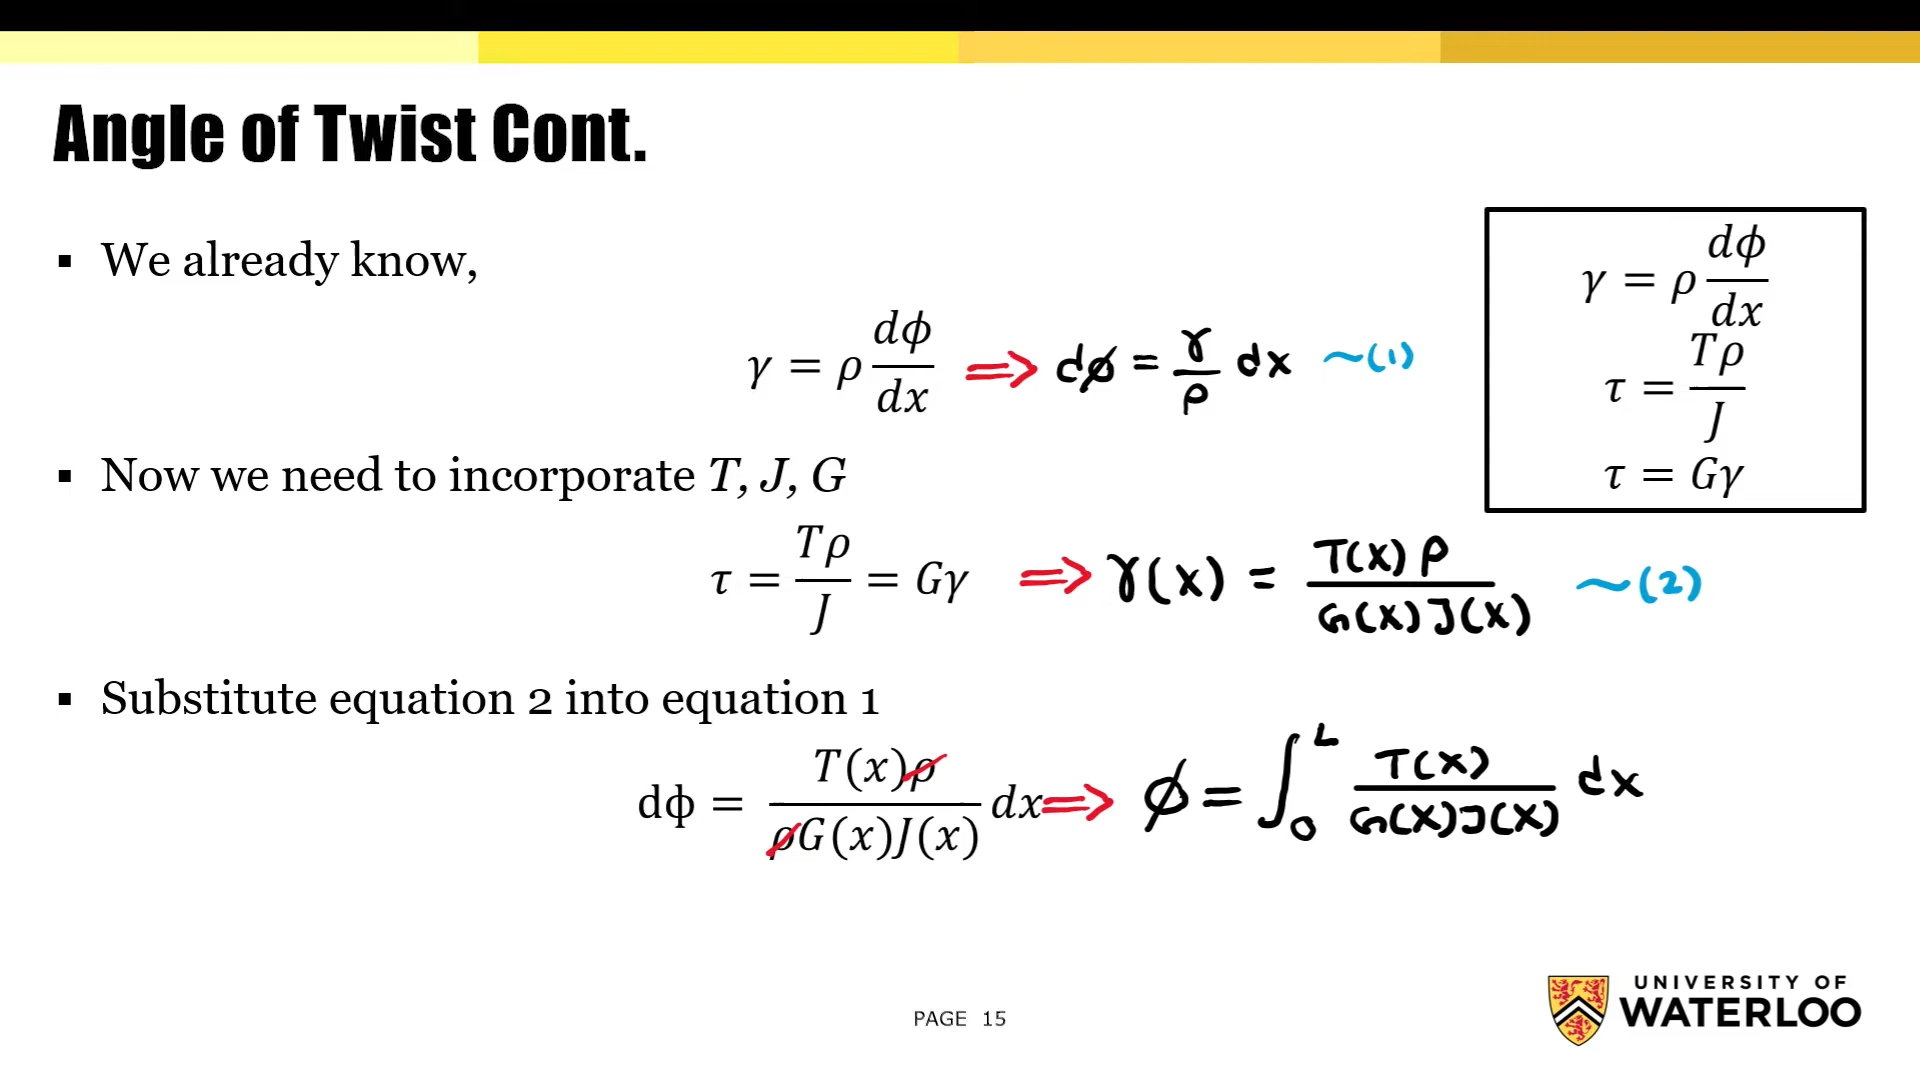 Angle of Twist Cont.
▪ We already know,
γ = ρ dϕ/dx ⟹ dϕ = γ/ρ dx ~(1)
γ = ρ dϕ/dx
τ = Tρ/J
τ = Gγ
▪ Now we need to incorporate T, J, G
τ = Tρ/J = Gγ ⟹ γ(x) = T(x)ρ / G(x)J(x) ~(2)
▪ Substitute equation 2 into equation 1
dϕ = T(x)ρ / ρG(x)J(x) dx ⟹ ϕ = ∫₀ᴸ T(x) / G(x)J(x) dx
PAGE 15
UNIVERSITY OF
WATERLOO